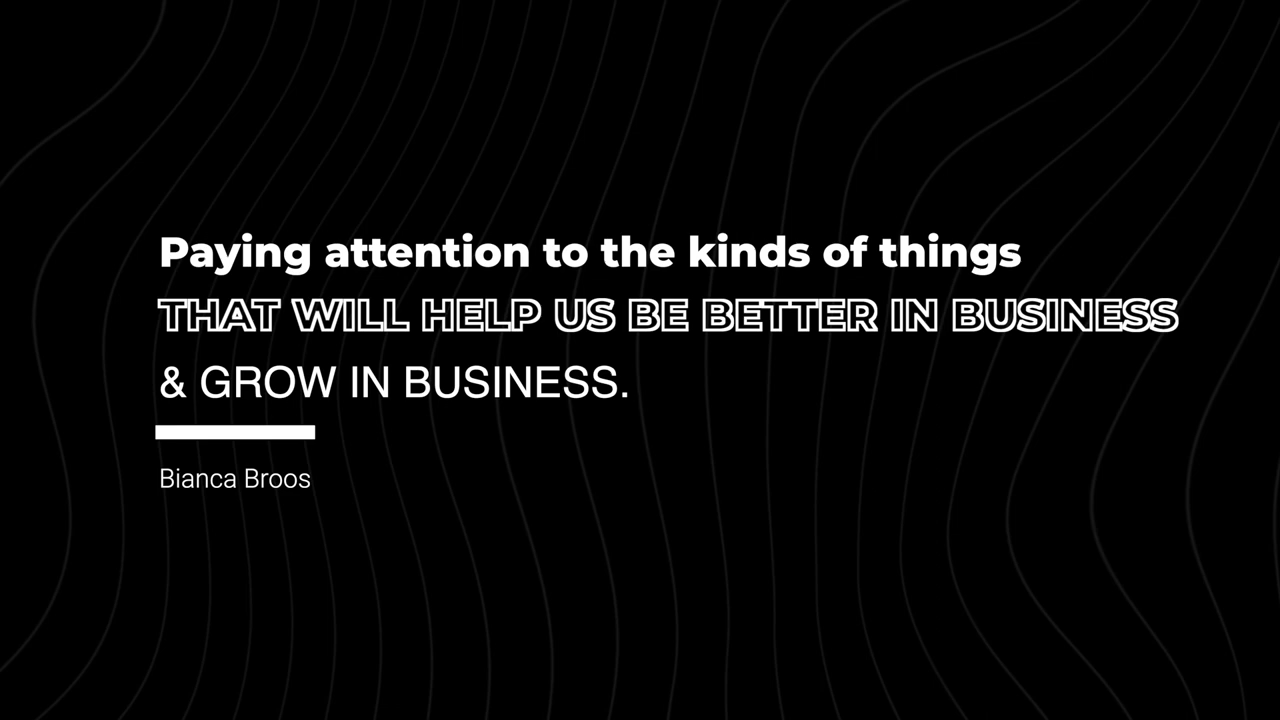 Paying attention to the kinds of things
THAT WILL HELP US BE BETTER IN BUSINESS
& GROW IN BUSINESS.
Bianca Broos